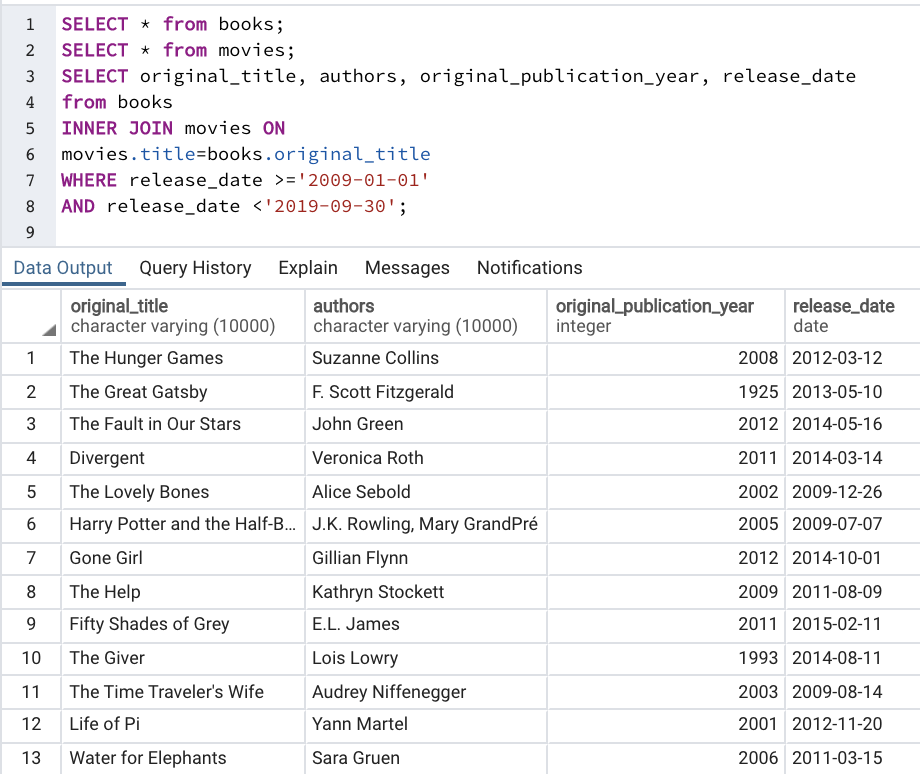 1 SELECT * from books;
2 SELECT * from movies;
3 SELECT original_title, authors, original_publication_year, release_date
4 from books
5 INNER JOIN movies ON
6 movies.title=books.original_title
7 WHERE release_date >='2009-01-01'
8 AND release_date <'2019-09-30';
9
Data Output Query History Explain Messages Notifications
original_title authors original_publication_year release_date
character varying (10000) character varying (10000) integer date
1 The Hunger Games Suzanne Collins 2008 2012-03-12
2 The Great Gatsby F. Scott Fitzgerald 1925 2013-05-10
3 The Fault in Our Stars John Green 2012 2014-05-16
4 Divergent Veronica Roth 2011 2014-03-14
5 The Lovely Bones Alice Sebold 2002 2009-12-26
6 Harry Potter and the Half-B... J.K. Rowling, Mary GrandPré 2005 2009-07-07
7 Gone Girl Gillian Flynn 2012 2014-10-01
8 The Help Kathryn Stockett 2009 2011-08-09
9 Fifty Shades of Grey E.L. James 2011 2015-02-11
10 The Giver Lois Lowry 1993 2014-08-11
11 The Time Traveler's Wife Audrey Niffenegger 2003 2009-08-14
12 Life of Pi Yann Martel 2001 2012-11-20
13 Water for Elephants Sara Gruen 2006 2011-03-15